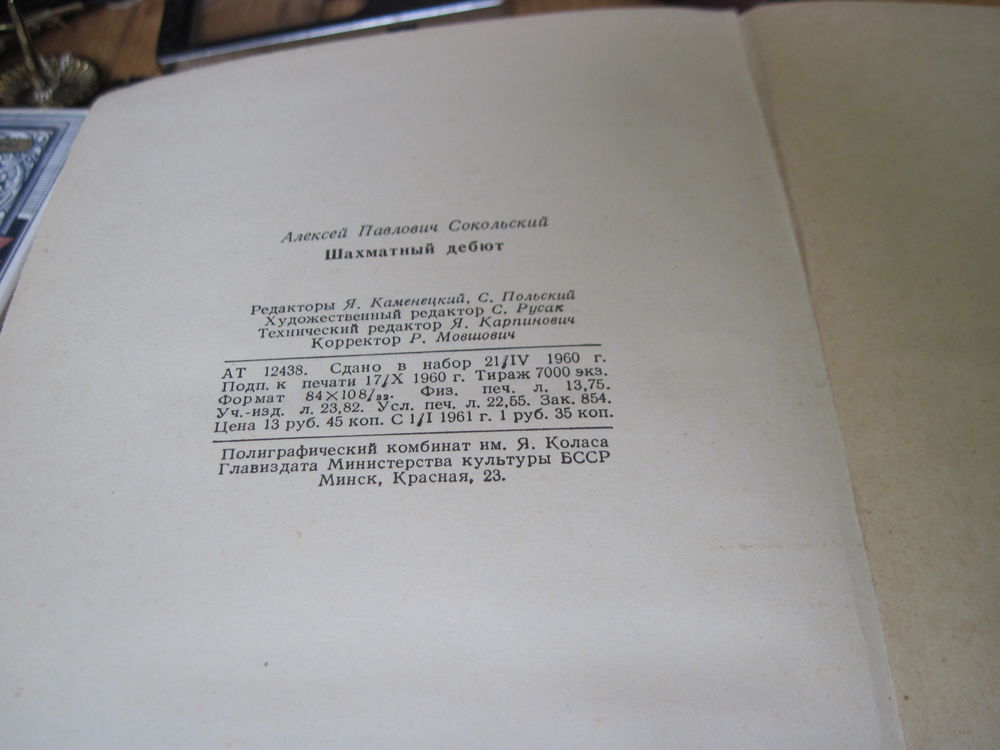 Алексей Павлович Сокольский
Шахматный дебют
Редакторы Я. Каменецкий, С. Польский
Художественный редактор С. Русак
Технический редактор Я. Карпинович
Корректор Р. Мовшович
АТ 12438. Сдано в набор 21/IV 1960 г.
Подп. к печати 17/X 1960 г. Тираж 7000 экз.
Формат 84×108/32. Физ. печ. л. 13,75.
Уч.-изд. л. 23,82. Усл. печ. л. 22,55. Зак. 854.
Цена 13 руб. 45 коп. С 1/I 1961 г. 1 руб. 35 коп.
Полиграфический комбинат им. Я. Коласа
Главиздата Министерства культуры БССР
Минск, Красная, 23.